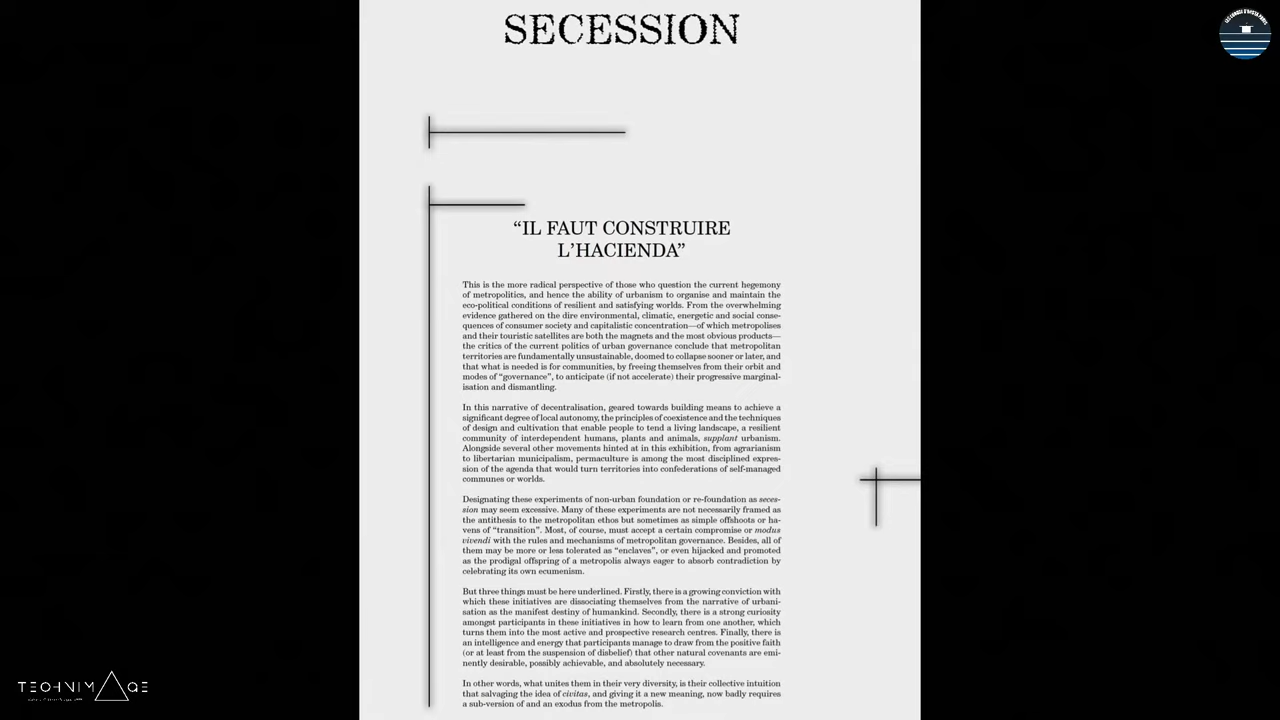 SECESSION
“IL FAUT CONSTRUIRE
L’HACIENDA”
This is the more radical perspective of those who question the current hegemony
of metropolitics, and hence the ability of urbanism to organise and maintain the
eco-political conditions of resilient and satisfying worlds. From the overwhelming
evidence gathered on the dire environmental, climatic, energetic and social conse-
quences of consumer society and capitalistic concentration—of which metropolises
and their touristic satellites are both the magnets and the most obvious products—
the critics of the current politics of urban governance conclude that metropolitan
territories are fundamentally unsustainable, doomed to collapse sooner or later, and
that what is needed is for communities, by freeing themselves from their orbit and
modes of “governance”, to anticipate (if not accelerate) their progressive marginal-
isation and dismantling.
In this narrative of decentralisation, geared towards building means to achieve a
significant degree of local autonomy, the principles of coexistence and the techniques
of design and cultivation that enable people to tend a living landscape, a resilient
community of interdependent humans, plants and animals, supplant urbanism.
Alongside several other movements hinted at in this exhibition, from agrarianism
to libertarian municipalism, permaculture is among the most disciplined expres-
sion of the agenda that would turn territories into confederations of self-managed
communes or worlds.
Designating these experiments of non-urban foundation or re-foundation as seces-
sion may seem excessive. Many of these experiments are not necessarily framed as
the antithesis to the metropolitan ethos but sometimes as simple offshoots or ha-
vens of “transition”. Most, of course, must accept a certain compromise or modus
vivendi with the rules and mechanisms of metropolitan governance. Besides, all of
them may be more or less tolerated as “enclaves”, or even hijacked and promoted
as the prodigal offspring of a metropolis always eager to absorb contradiction by
celebrating its own ecumenism.
But three things must be here underlined. Firstly, there is a growing conviction with
which these initiatives are dissociating themselves from the narrative of urbani-
sation as the manifest destiny of humankind. Secondly, there is a strong curiosity
amongst participants in these initiatives in how to learn from one another, which
turns them into the most active and prospective research centres. Finally, there is
an intelligence and energy that participants manage to draw from the positive faith
(or at least from the suspension of disbelief) that other natural covenants are emi-
nently desirable, possibly achievable, and absolutely necessary.
In other words, what unites them in their very diversity, is their collective intuition
that salvaging the idea of civitas, and giving it a new meaning, now badly requires
a sub-version of and an exodus from the metropolis.